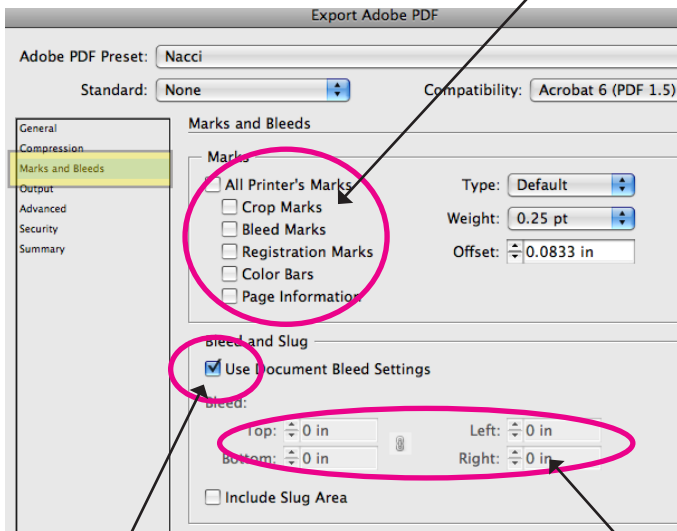 Export Adobe PDF
Adobe PDF Preset: Nacci
Standard: None Compatibility: Acrobat 6 (PDF 1.5)
General
Compression
Marks and Bleeds
Output
Advanced
Security
Summary
Marks and Bleeds
Marks
All Printer's Marks
Crop Marks
Bleed Marks
Registration Marks
Color Bars
Page Information
Type: Default
Weight: 0.25 pt
Offset: 0.0833 in
Bleed and Slug
Use Document Bleed Settings
Bleed:
Top: 0 in Left: 0 in
Bottom: 0 in Right: 0 in
Include Slug Area